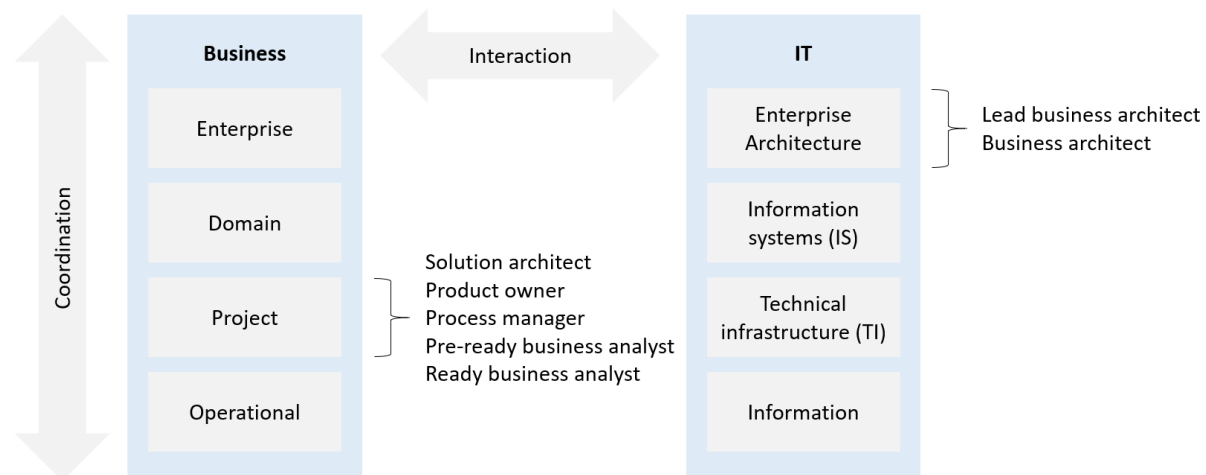 Coordination
Business
Enterprise
Domain
Project
Operational
Interaction
Solution architect
Product owner
Process manager
Pre-ready business analyst
Ready business analyst
IT
Enterprise
Architecture
Information
systems (IS)
Technical
infrastructure (TI)
Information
Lead business architect
Business architect